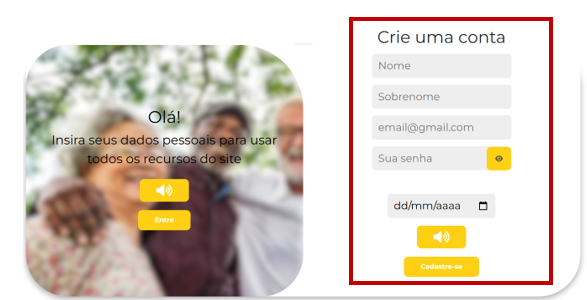 Olá!
Insira seus dados pessoais para usar
todos os recursos do site
Entre
Crie uma conta
Nome
Sobrenome
email@gmail.com
Sua senha
dd/mm/aaaa
Cadastre-se